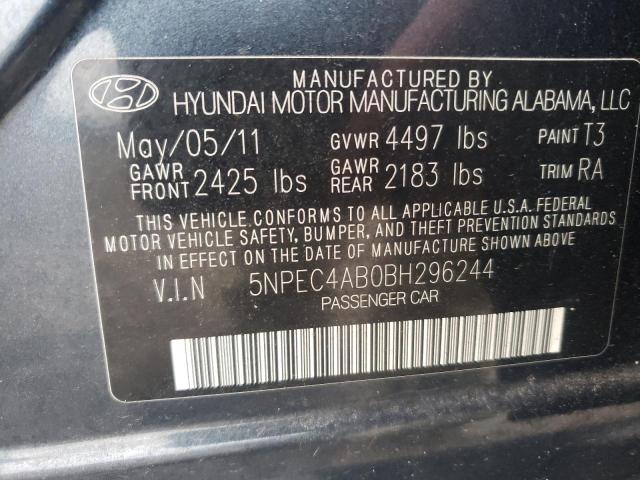 MANUFACTURED BY
HYUNDAI MOTOR MANUFACTURING ALABAMA, LLC
May/05/11 GVWR 4497 lbs PAINT T3
GAWR FRONT 2425 lbs GAWR REAR 2183 lbs TRIM RA
THIS VEHICLE CONFORMS TO ALL APPLICABLE U.S.A. FEDERAL
MOTOR VEHICLE SAFETY, BUMPER, AND THEFT PREVENTION STANDARDS
IN EFFECT ON THE DATE OF MANUFACTURE SHOWN ABOVE
V.I.N 5NPEC4AB0BH296244
PASSENGER CAR